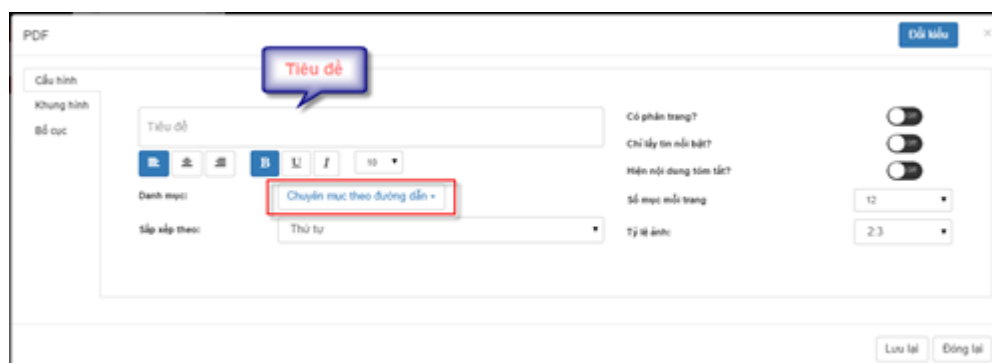 PDF
Đổi kiểu
×
Tiêu đề
Cấu hình
Khung hình
Bố cục
Tiêu đề
B U I 10
Danh mục:
Chuyên mục theo đường dẫn
Sắp xếp theo:
Thứ tự
Có phân trang?
Chỉ lấy tin nổi bật?
Hiện nội dung tóm tắt?
Số mục mỗi trang
12
Tỷ lệ ảnh:
2:3
Lưu lại
Đóng lại